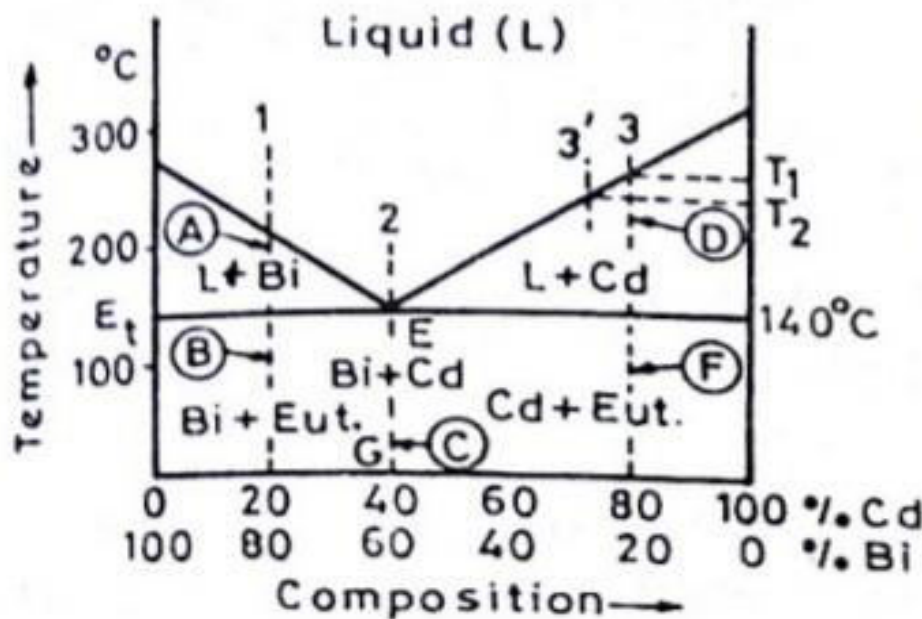 Liquid (L)
°C
300
200
E_t
100
Temperature
1
2
3' 3
T₁
T₂
A
D
L + Bi
L + Cd
E
140°C
B
F
Bi + Cd
Bi + Eut.
Cd + Eut.
G
C
0 20 40 60 80 100 %. Cd
100 80 60 40 20 0 %. Bi
Composition